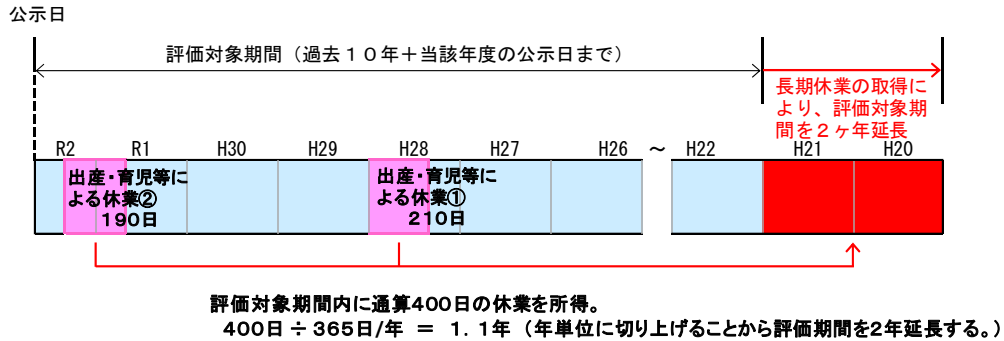 公示日
評価対象期間（過去１０年＋当該年度の公示日まで）
長期休業の取得に
より、評価対象期
間を２ヶ年延長
R2 R1 H30 H29 H28 H27 H26 ～ H22 H21 H20
出産・育児等に
よる休業②
190日
出産・育児等に
よる休業①
210日
評価対象期間内に通算400日の休業を所得。
400日 ÷ 365日/年 ＝ 1．1年（年単位に切り上げることから評価期間を2年延長する。）